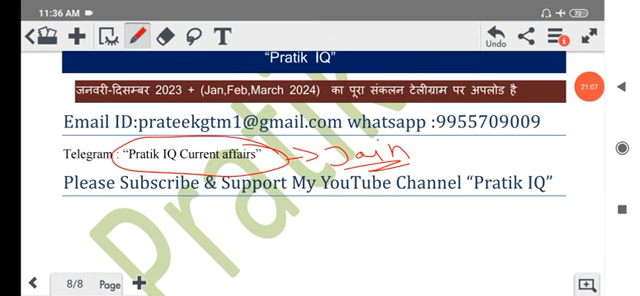 11:36 AM
72
Undo
"Pratik IQ"
21:07
जनवरी-दिसम्बर 2023 + (Jan,Feb,March 2024) का पूरा संकलन टेलीग्राम पर अपलोड है
Email ID:prateekgtm1@gmail.com whatsapp :9955709009
Telegram : "Pratik IQ Current affairs" Join
Please Subscribe & Support My YouTube Channel "Pratik IQ"
8/8 Page